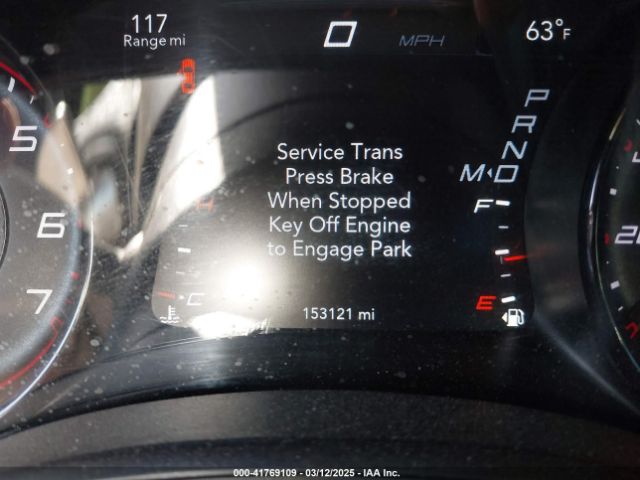 117
Range mi
0 MPH
63°F
Service Trans
Press Brake
When Stopped
Key Off Engine
to Engage Park
P
R
N
M D
H
C
F
E
153121 mi
5
6
7
000-41769109 - 03/12/2025 - IAA Inc.